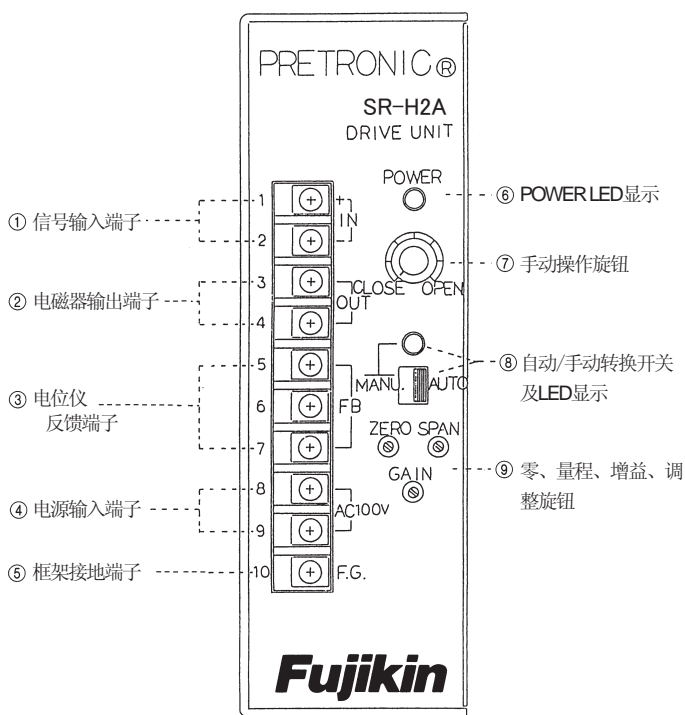 PRETRONIC®
SR-H2A
DRIVE UNIT
POWER
1
+
IN
2
3
OUT
4
CLOSE OPEN
5
6
FB
7
MANU. AUTO
ZERO SPAN
GAIN
8
AC100V
9
10
F.G.
Fujikin
① 信号输入端子
② 电磁器输出端子
③ 电位仪
反馈端子
④ 电源输入端子
⑤ 框架接地端子
⑥ POWER LED显示
⑦ 手动操作旋钮
⑧ 自动/手动转换开关
及LED显示
⑨ 零、量程、增益、调
整旋钮